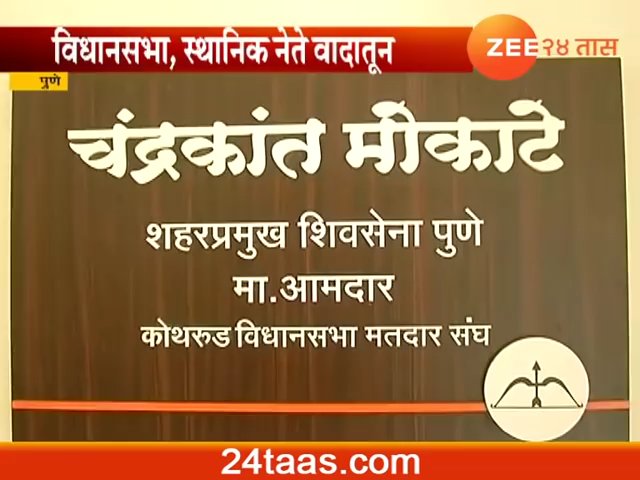 विधानसभा, स्थानिक नेते वादातून
ZEE २४ तास
पुणे
चंद्रकांत मोकाटे
शहरप्रमुख शिवसेना पुणे
मा.आमदार
कोथरुड विधानसभा मतदार संघ
24taas.com